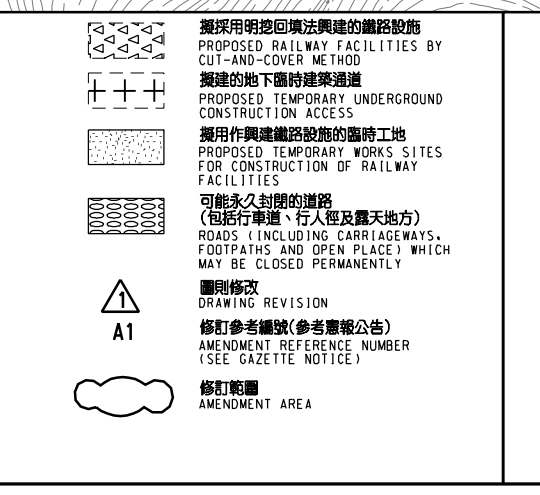 擬採用明挖回填法興建的鐵路設施
PROPOSED RAILWAY FACILITIES BY
CUT-AND-COVER METHOD
擬建的地下臨時建築通道
PROPOSED TEMPORARY UNDERGROUND
CONSTRUCTION ACCESS
擬用作興建鐵路設施的臨時工地
PROPOSED TEMPORARY WORKS SITES
FOR CONSTRUCTION OF RAILWAY
FACILITIES
可能永久封閉的道路
(包括行車道、行人徑及露天地方)
ROADS (INCLUDING CARRIAGEWAYS,
FOOTPATHS AND OPEN PLACE) WHICH
MAY BE CLOSED PERMANENTLY
1
圖則修改
DRAWING REVISION
A1
修訂參考編號(參考憲報公告)
AMENDMENT REFERENCE NUMBER
(SEE GAZETTE NOTICE)
修訂範圍
AMENDMENT AREA